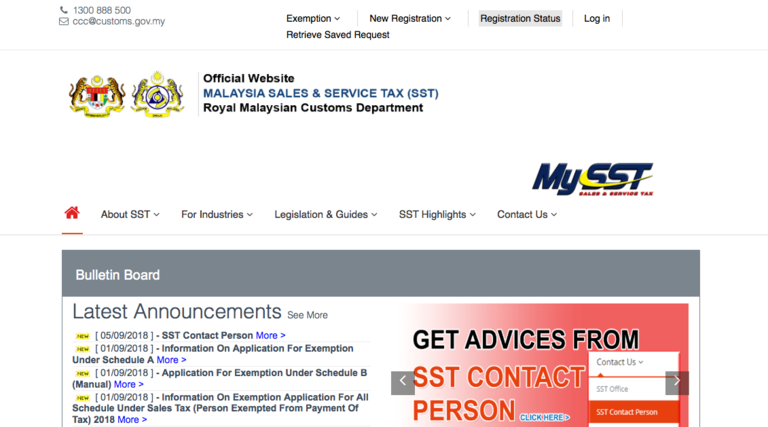 1300 888 500
ccc@customs.gov.my
Exemption
New Registration
Registration Status
Log in
Retrieve Saved Request
Official Website
MALAYSIA SALES & SERVICE TAX (SST)
Royal Malaysian Customs Department
MySST
SALES & SERVICE TAX
About SST
For Industries
Legislation & Guides
SST Highlights
Contact Us
Bulletin Board
Latest Announcements See More
NEW [ 05/09/2018 ] - SST Contact Person More >
NEW [ 01/09/2018 ] - Information On Application For Exemption
Under Schedule A More >
NEW [ 01/09/2018 ] - Application For Exemption Under Schedule B
(Manual) More >
NEW [ 01/09/2018 ] - Information On Exemption Application For All
Schedule Under Sales Tax (Person Exempted From Payment Of
Tax) 2018 More >
GET ADVICES FROM
SST CONTACT
PERSON CLICK HERE >
Contact Us
SST Office
SST Contact Person